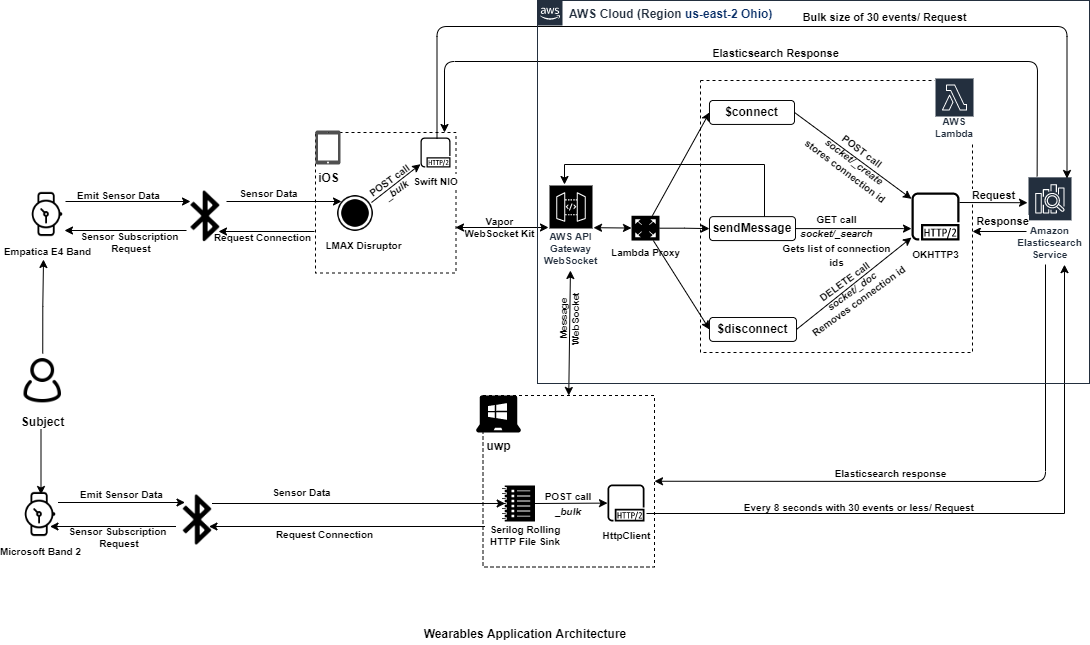 aws
AWS Cloud (Region us-east-2 Ohio)
Bulk size of 30 events/ Request
Elasticsearch Response
AWS
Lambda
$connect
POST call
socket/_create
stores connection id
iOS
POST call
_bulk
HTTP/2
Swift NIO
LMAX Disruptor
Emit Sensor Data
Sensor Data
Empatica E4 Band
Sensor Subscription
Request
Request Connection
Vapor
WebSocket Kit
AWS API
Gateway
WebSocket
Lambda Proxy
sendMessage
GET call
socket/_search
Gets list of connection
ids
HTTP/2
OKHTTP3
Request
Response
Amazon
Elasticsearch
Service
DELETE call
socket/_doc
Removes connection id
$disconnect
Message
WebSocket
Subject
uwp
Elasticsearch response
Emit Sensor Data
Sensor Data
POST call
_bulk
HTTP/2
Every 8 seconds with 30 events or less/ Request
Microsoft Band 2
Sensor Subscription
Request
Request Connection
Serilog Rolling
HTTP File Sink
HttpClient
Wearables Application Architecture